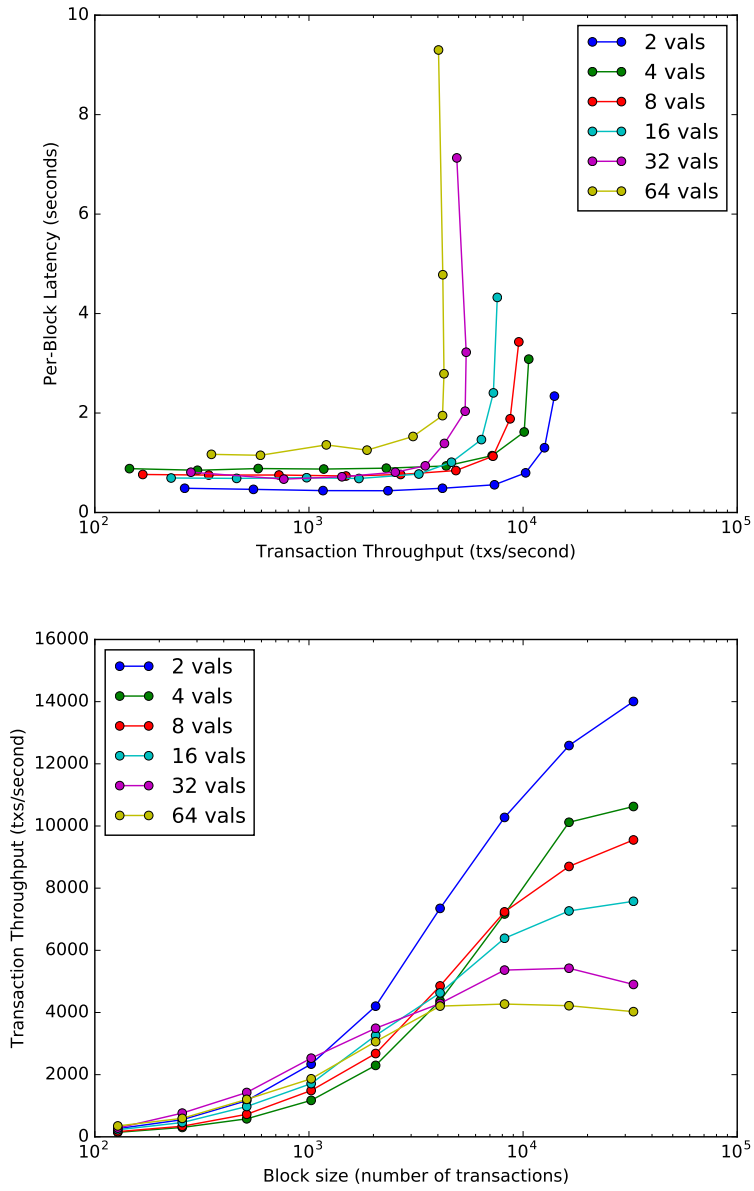 10
8
6
4
2
0
Per-Block Latency (seconds)
2 vals
4 vals
8 vals
16 vals
32 vals
64 vals
10² 10³ 10⁴ 10⁵
Transaction Throughput (txs/second)
16000
14000
12000
10000
8000
6000
4000
2000
0
Transaction Throughput (txs/second)
2 vals
4 vals
8 vals
16 vals
32 vals
64 vals
10² 10³ 10⁴ 10⁵
Block size (number of transactions)